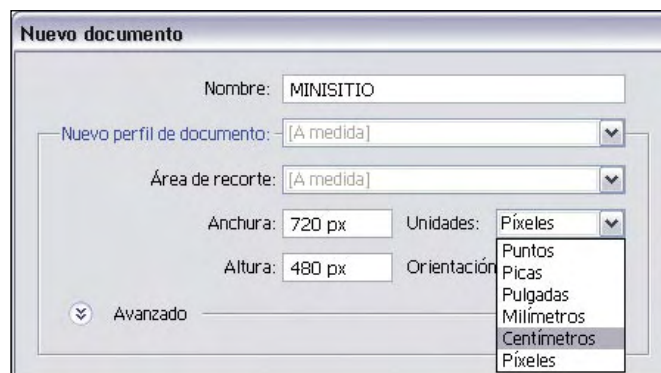 Nuevo documento
Nombre: MINISITIO
Nuevo perfil de documento: [A medida]
Área de recorte: [A medida]
Anchura: 720 px Unidades: Píxeles
Puntos
Altura: 480 px Orientación
Picas
Pulgadas
Milímetros
Avanzado
Centímetros
Píxeles